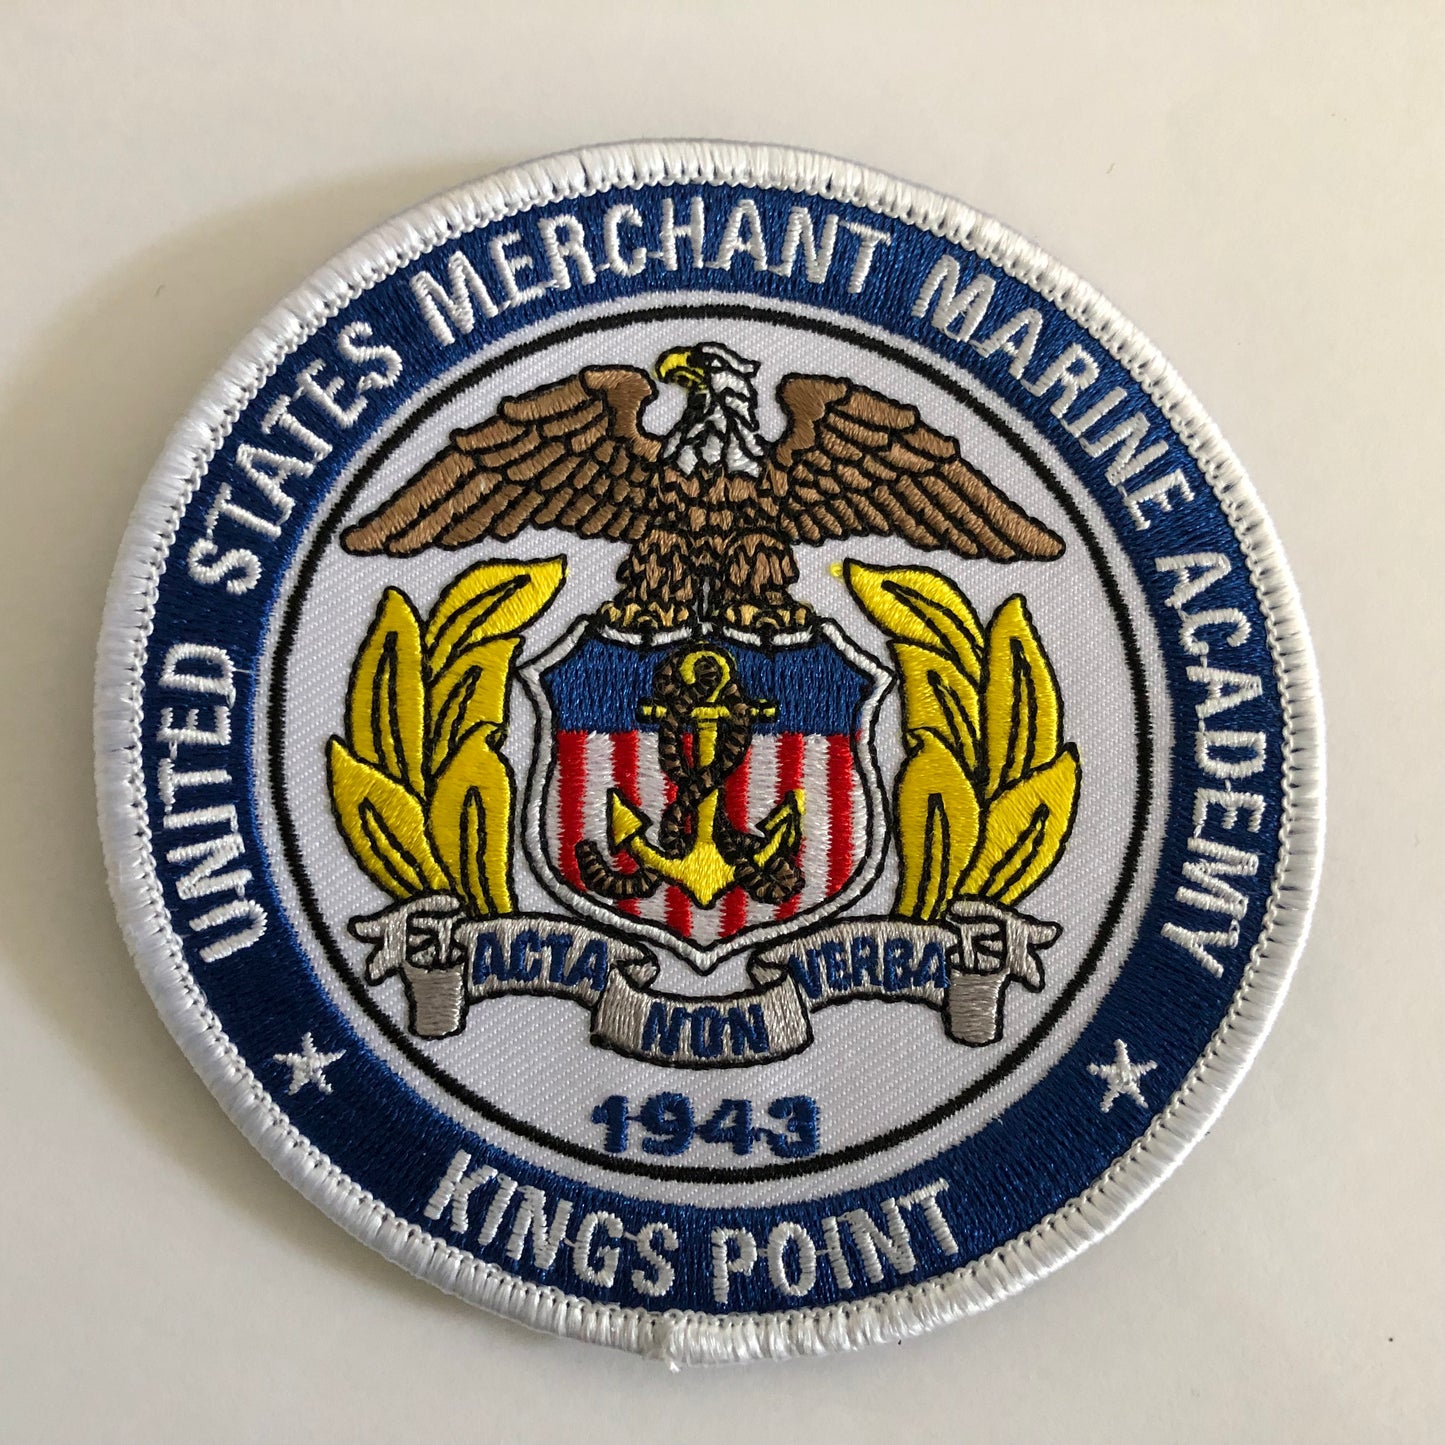 UNITED STATES MERCHANT MARINE ACADEMY
ACTA NON VERBA
1943
KINGS POINT